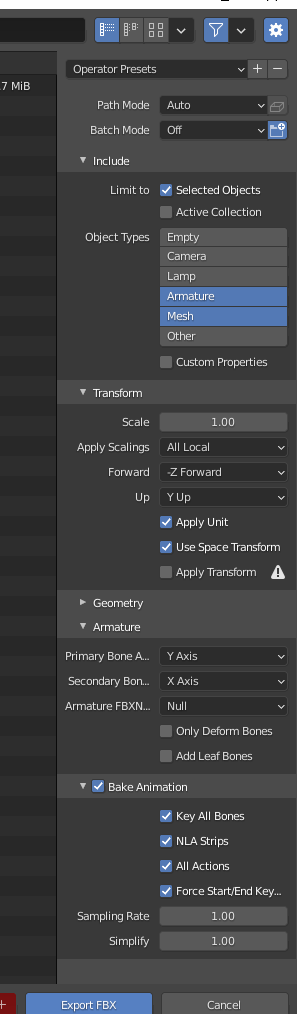 Operator Presets
.7 MiB
Path Mode Auto
Batch Mode Off
Include
Limit to Selected Objects
Active Collection
Object Types Empty
Camera
Lamp
Armature
Mesh
Other
Custom Properties
Transform
Scale 1.00
Apply Scalings All Local
Forward -Z Forward
Up Y Up
Apply Unit
Use Space Transform
Apply Transform
Geometry
Armature
Primary Bone A... Y Axis
Secondary Bon... X Axis
Armature FBXN... Null
Only Deform Bones
Add Leaf Bones
Bake Animation
Key All Bones
NLA Strips
All Actions
Force Start/End Key...
Sampling Rate 1.00
Simplify 1.00
Export FBX Cancel